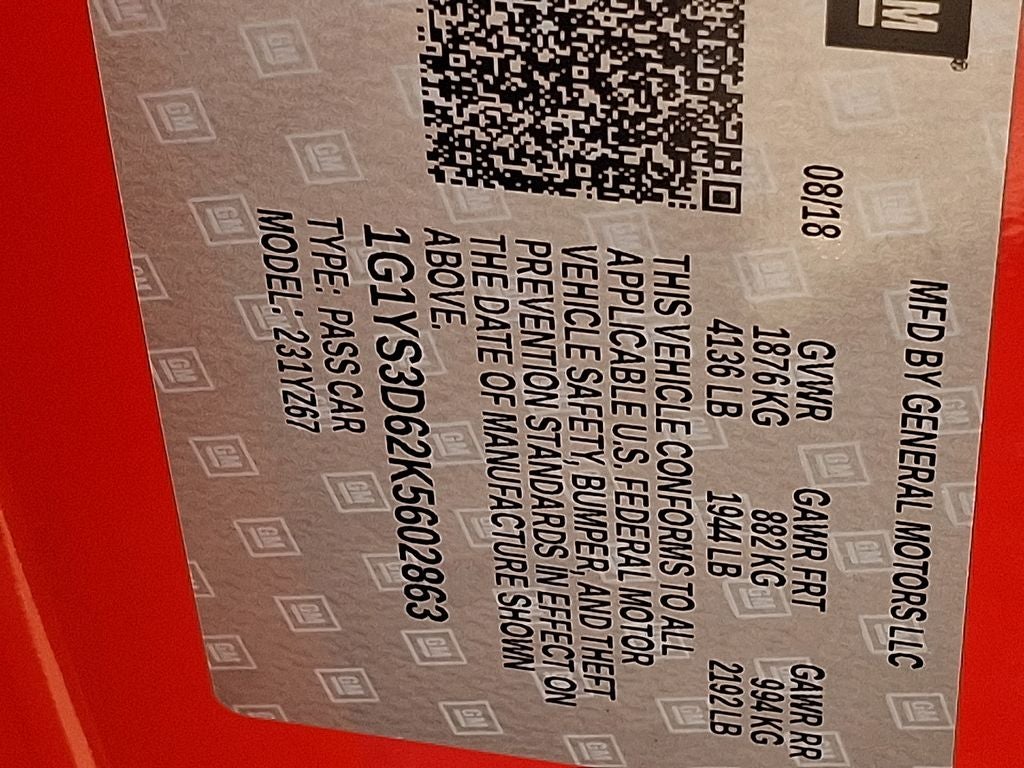 GM
MFD BY GENERAL MOTORS LLC
08/18
GVWR GAWR FRT GAWR RR
1876 KG 882 KG 994 KG
4136 LB 1944 LB 2192 LB
THIS VEHICLE CONFORMS TO ALL
APPLICABLE U.S. FEDERAL MOTOR
VEHICLE SAFETY, BUMPER, AND THEFT
PREVENTION STANDARDS IN EFFECT ON
THE DATE OF MANUFACTURE SHOWN
ABOVE.
1G1YS3D62K5602863
TYPE: PASS CAR
MODEL: 231YZ67